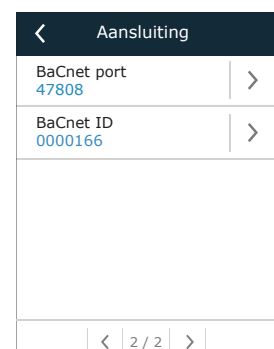 Aansluiting
BaCnet port
47808
BaCnet ID
0000166
2 / 2